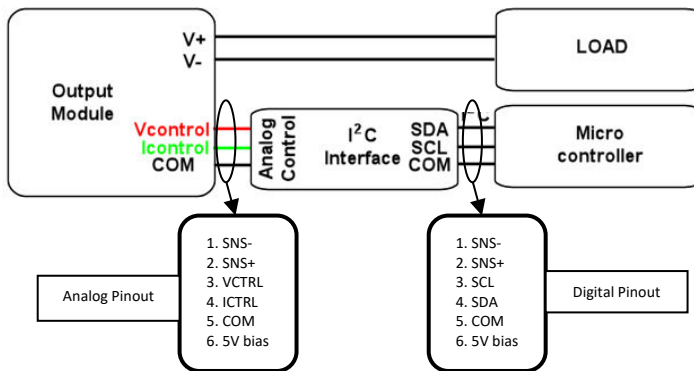 V+
V-
LOAD
Output
Module
Vcontrol
Icontrol
COM
Analog
Control
I²C
Interface
SDA
SCL
COM
Micro
controller
1. SNS-
2. SNS+
3. VCTRL
4. ICTRL
5. COM
6. 5V bias
Analog Pinout
1. SNS-
2. SNS+
3. SCL
4. SDA
5. COM
6. 5V bias
Digital Pinout